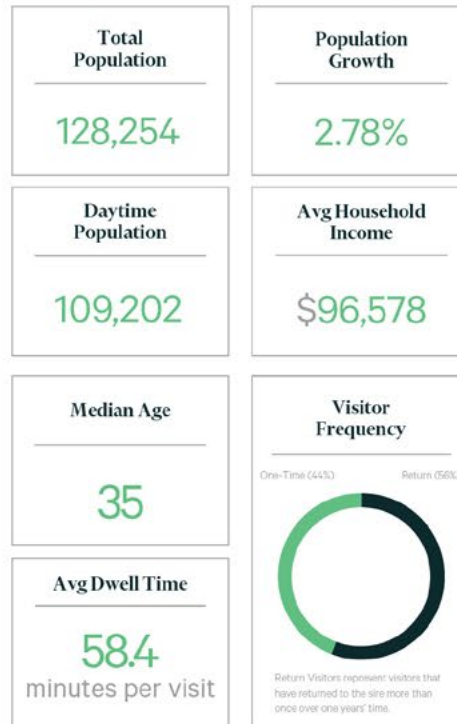 Total
Population
128,254
Population
Growth
2.78%
Daytime
Population
109,202
Avg Household
Income
$96,578
Median Age
35
Visitor
Frequency
One-Time (44%)
Return (56%
Return Visitors represent visitors that
have returned to the sire more than
once over one years' time.
Avg Dwell Time
58.4
minutes per visit